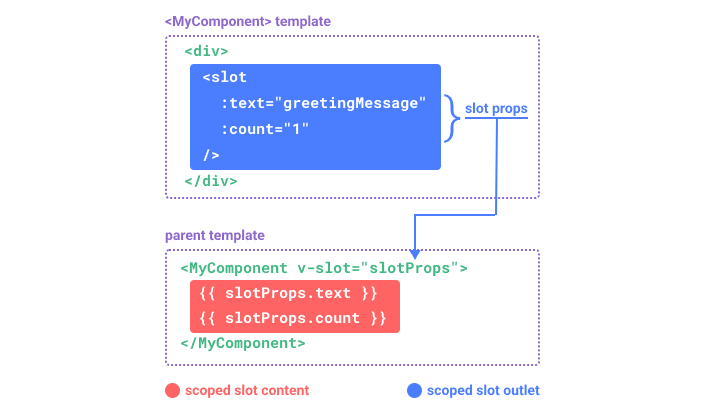 <MyComponent> template
<div>
<slot
:text="greetingMessage"
:count="1"
/>
slot props
</div>
parent template
<MyComponent v-slot="slotProps">
{{ slotProps.text }}
{{ slotProps.count }}
</MyComponent>
scoped slot content
scoped slot outlet